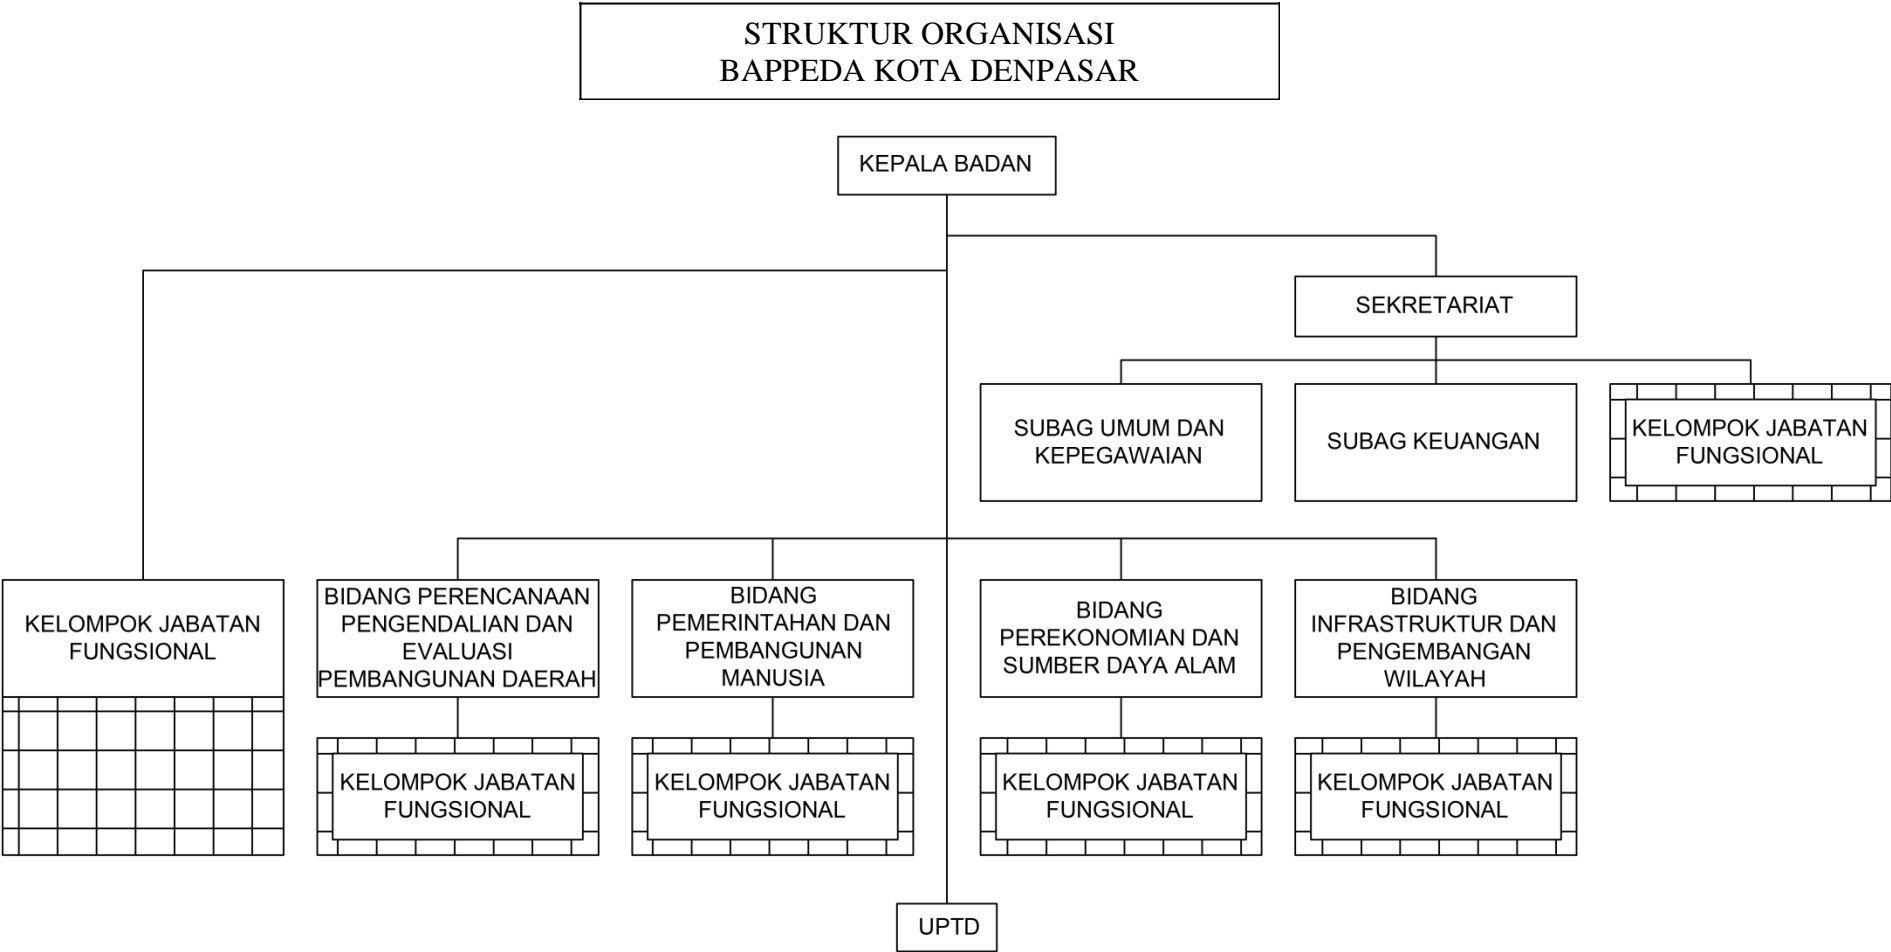 STRUKTUR ORGANISASI
BAPPEDA KOTA DENPASAR
KEPALA BADAN
SEKRETARIAT
SUBAG UMUM DAN
KEPEGAWAIAN
SUBAG KEUANGAN
KELOMPOK JABATAN
FUNGSIONAL
KELOMPOK JABATAN
FUNGSIONAL
BIDANG PERENCANAAN
PENGENDALIAN DAN
EVALUASI
PEMBANGUNAN DAERAH
BIDANG
PEMERINTAHAN DAN
PEMBANGUNAN
MANUSIA
BIDANG
PEREKONOMIAN DAN
SUMBER DAYA ALAM
BIDANG
INFRASTRUKTUR DAN
PENGEMBANGAN
WILAYAH
KELOMPOK JABATAN
FUNGSIONAL
KELOMPOK JABATAN
FUNGSIONAL
KELOMPOK JABATAN
FUNGSIONAL
KELOMPOK JABATAN
FUNGSIONAL
UPTD